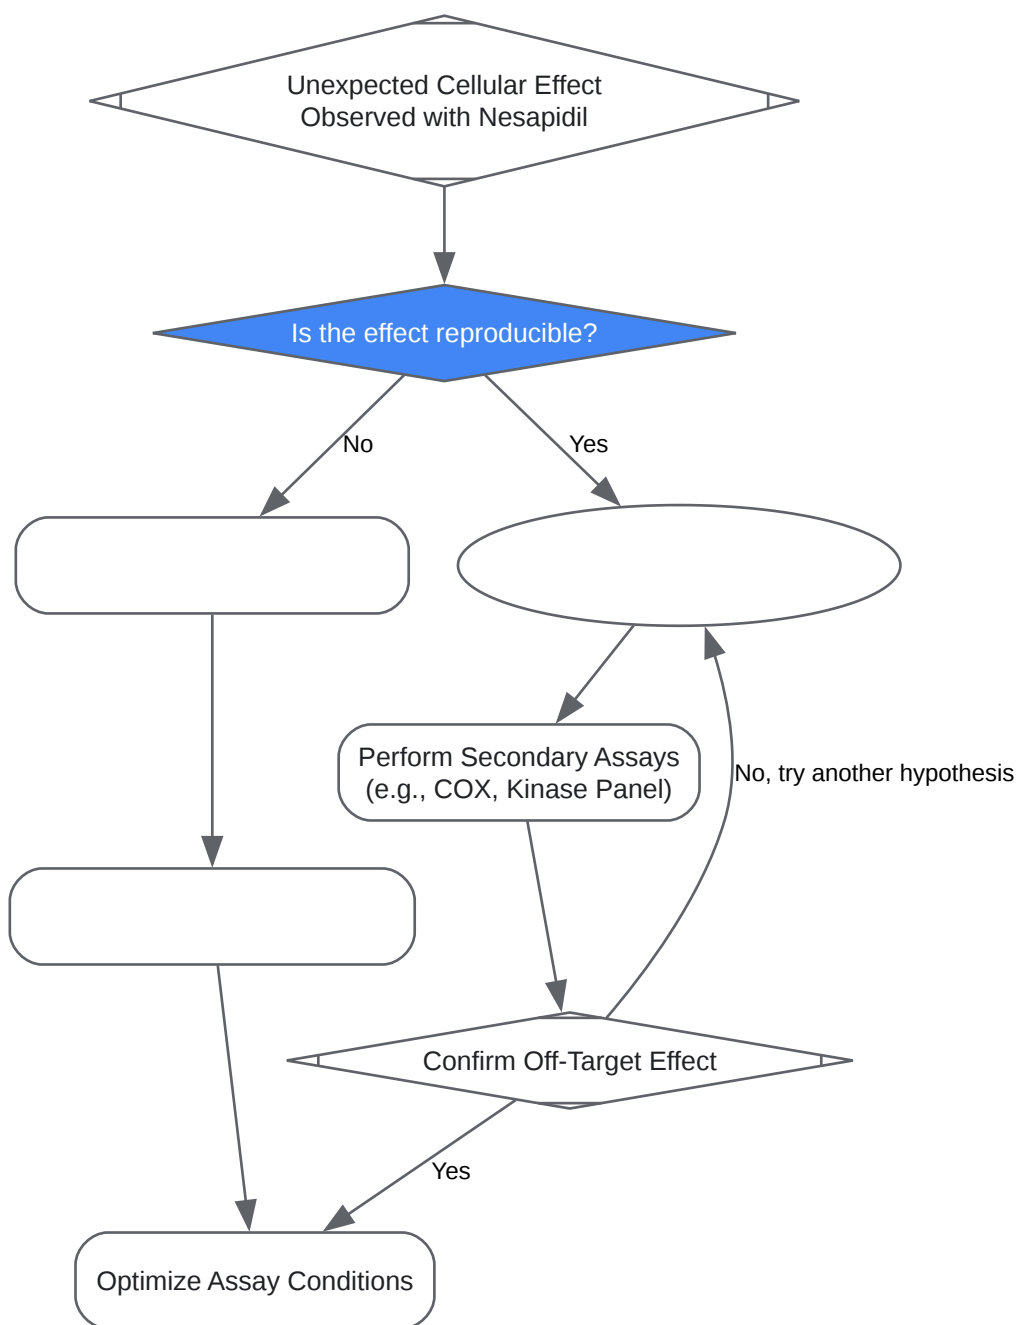 Unexpected Cellular Effect
Observed with Nesapidil
Is the effect reproducible?
No
Yes
Perform Secondary Assays
(e.g., COX, Kinase Panel)
No, try another hypothesis
Confirm Off-Target Effect
Yes
Optimize Assay Conditions